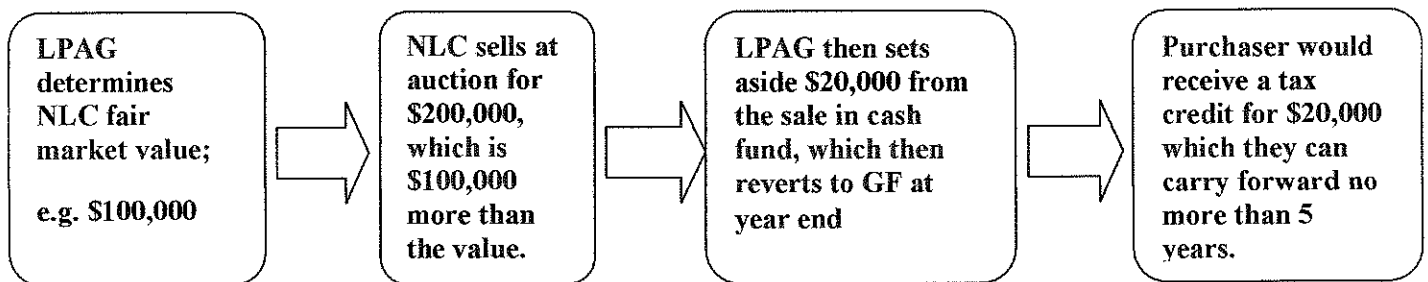 LPAG
determines
NLC fair
market value;
e.g. $100,000
NLC sells at
auction for
$200,000,
which is
$100,000
more than
the value.
LPAG then sets
aside $20,000 from
the sale in cash
fund, which then
reverts to GF at
year end
Purchaser would
receive a tax
credit for $20,000
which they can
carry forward no
more than 5
years.